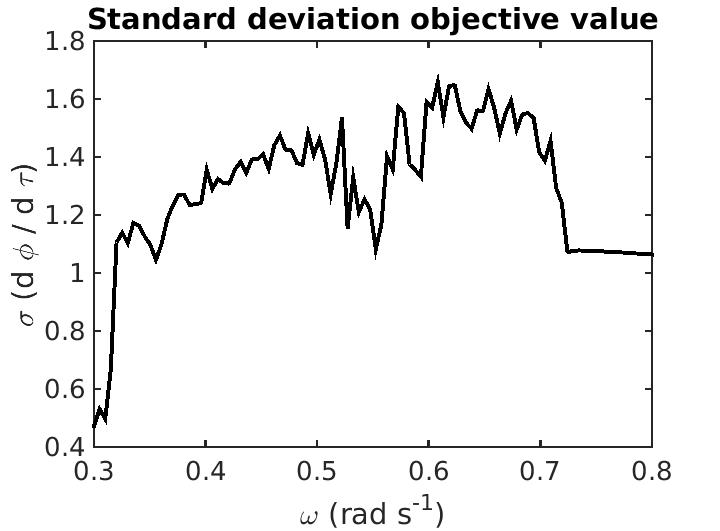 Standard deviation objective value
1.8
1.6
1.4
1.2
1
0.8
0.6
0.4
σ (d ϕ / d τ)
0.3 0.4 0.5 0.6 0.7 0.8
ω (rad s⁻¹)